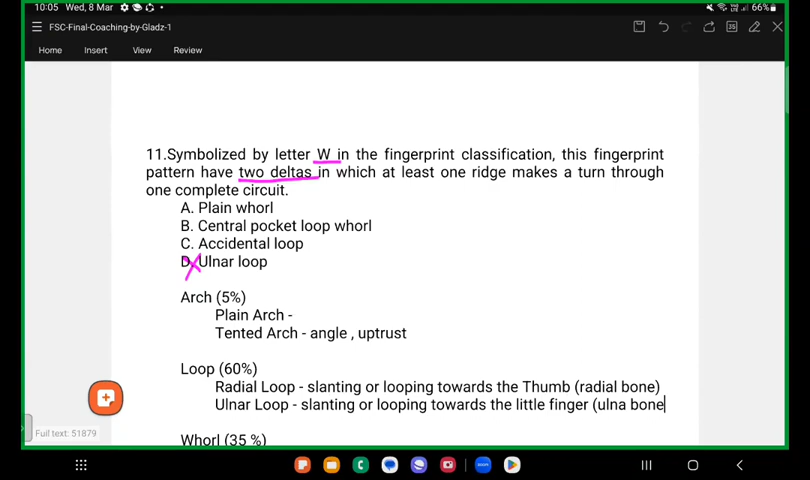 10:05 Wed, 8 Mar
66%
FSC-Final-Coaching-by-Gladz-1
35
Home Insert View Review
11.Symbolized by letter W in the fingerprint classification, this fingerprint
pattern have two deltas in which at least one ridge makes a turn through
one complete circuit.
A. Plain whorl
B. Central pocket loop whorl
C. Accidental loop
D. Ulnar loop
Arch (5%)
Plain Arch -
Tented Arch - angle , uptrust
Loop (60%)
Radial Loop - slanting or looping towards the Thumb (radial bone)
Ulnar Loop - slanting or looping towards the little finger (ulna bone
Full text: 51879
Whorl (35 %)
zoom